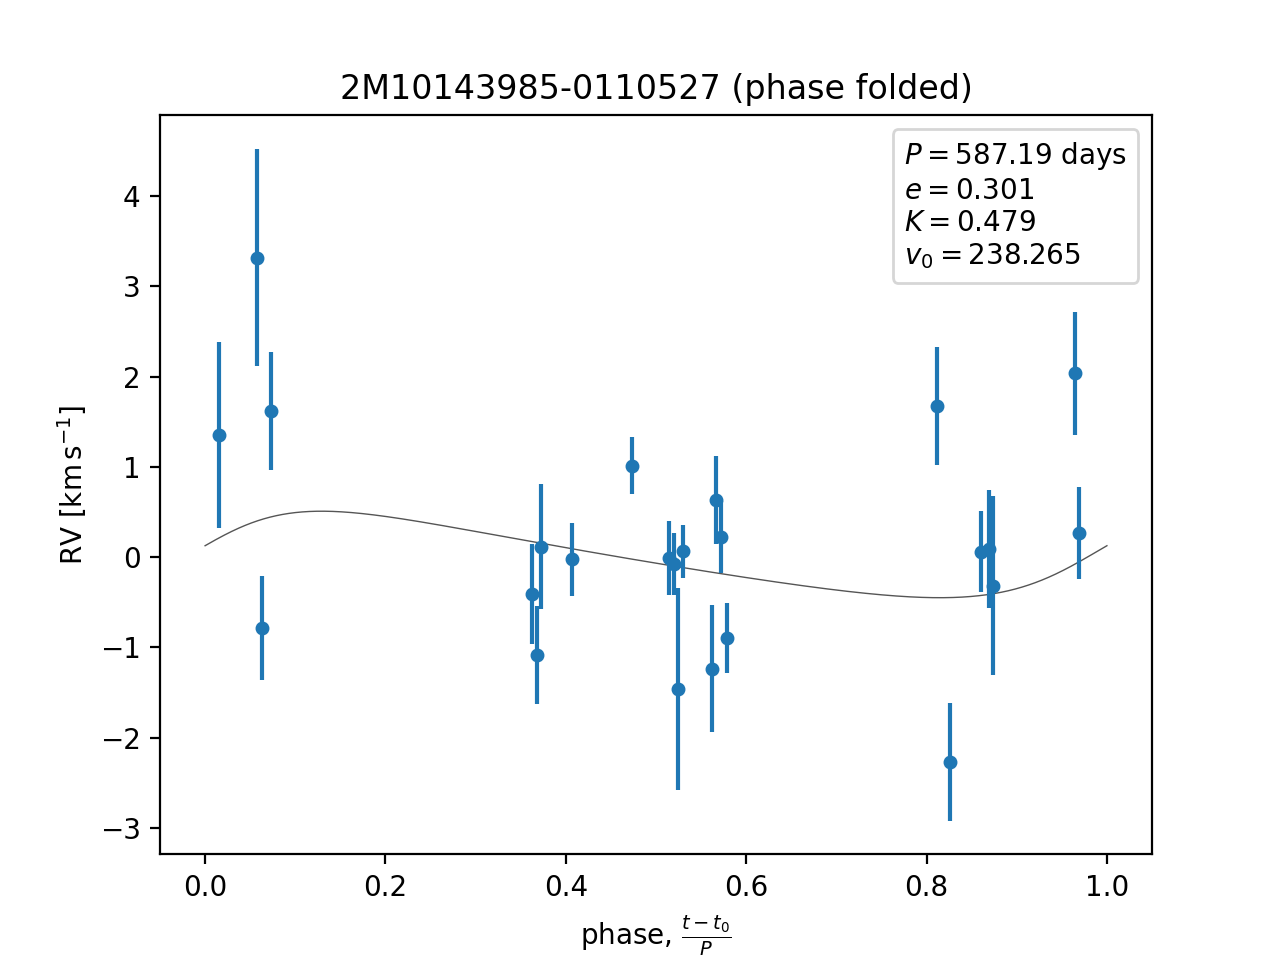 2M10143985-0110527 (phase folded)
P = 587.19 days
e = 0.301
K = 0.479
v₀ = 238.265
RV [km s⁻¹]
4
3
2
1
0
−1
−2
−3
0.0 0.2 0.4 0.6 0.8 1.0
phase, (t − t₀)/P